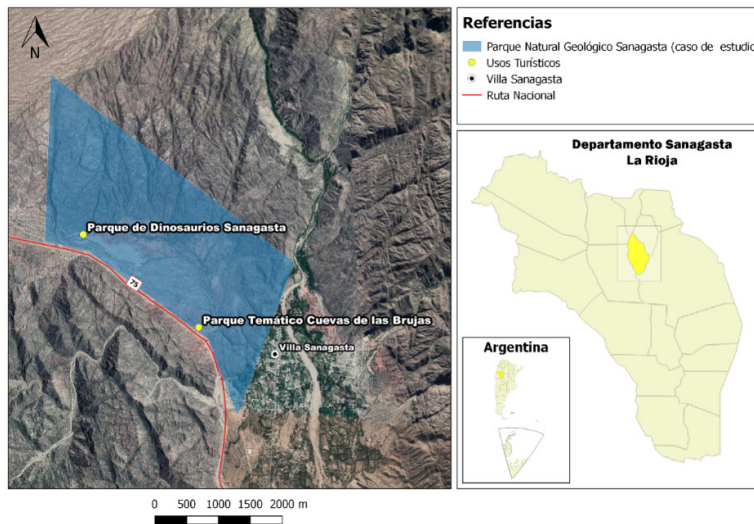 N
Parque de Dinosaurios Sanagasta
75
Parque Temático Cuevas de las Brujas
Villa Sanagasta
0 500 1000 1500 2000 m
Referencias
Parque Natural Geológico Sanagasta (caso de estudio
Usos Turísticos
Villa Sanagasta
Ruta Nacional
Departamento Sanagasta
La Rioja
Argentina